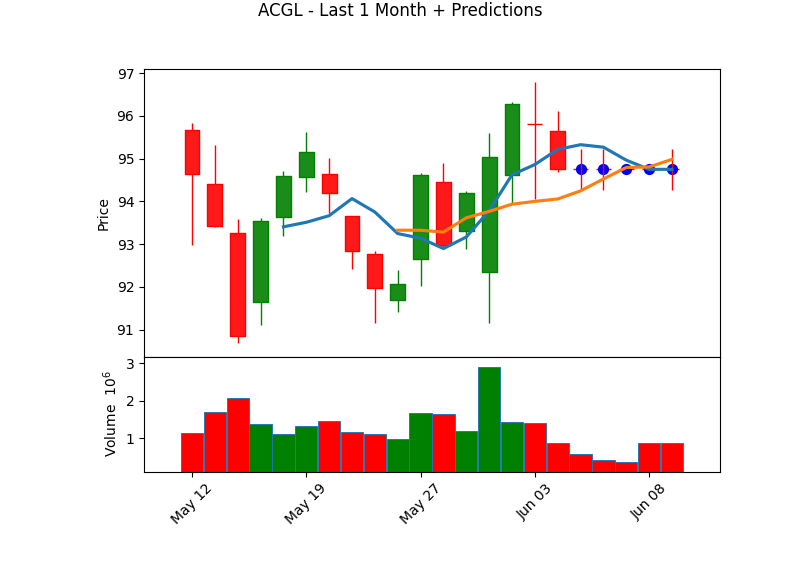 ACGL - Last 1 Month + Predictions
97
96
95
94
93
92
91
Price
3
2
1
Volume 10^6
May 12
May 19
May 27
Jun 03
Jun 08